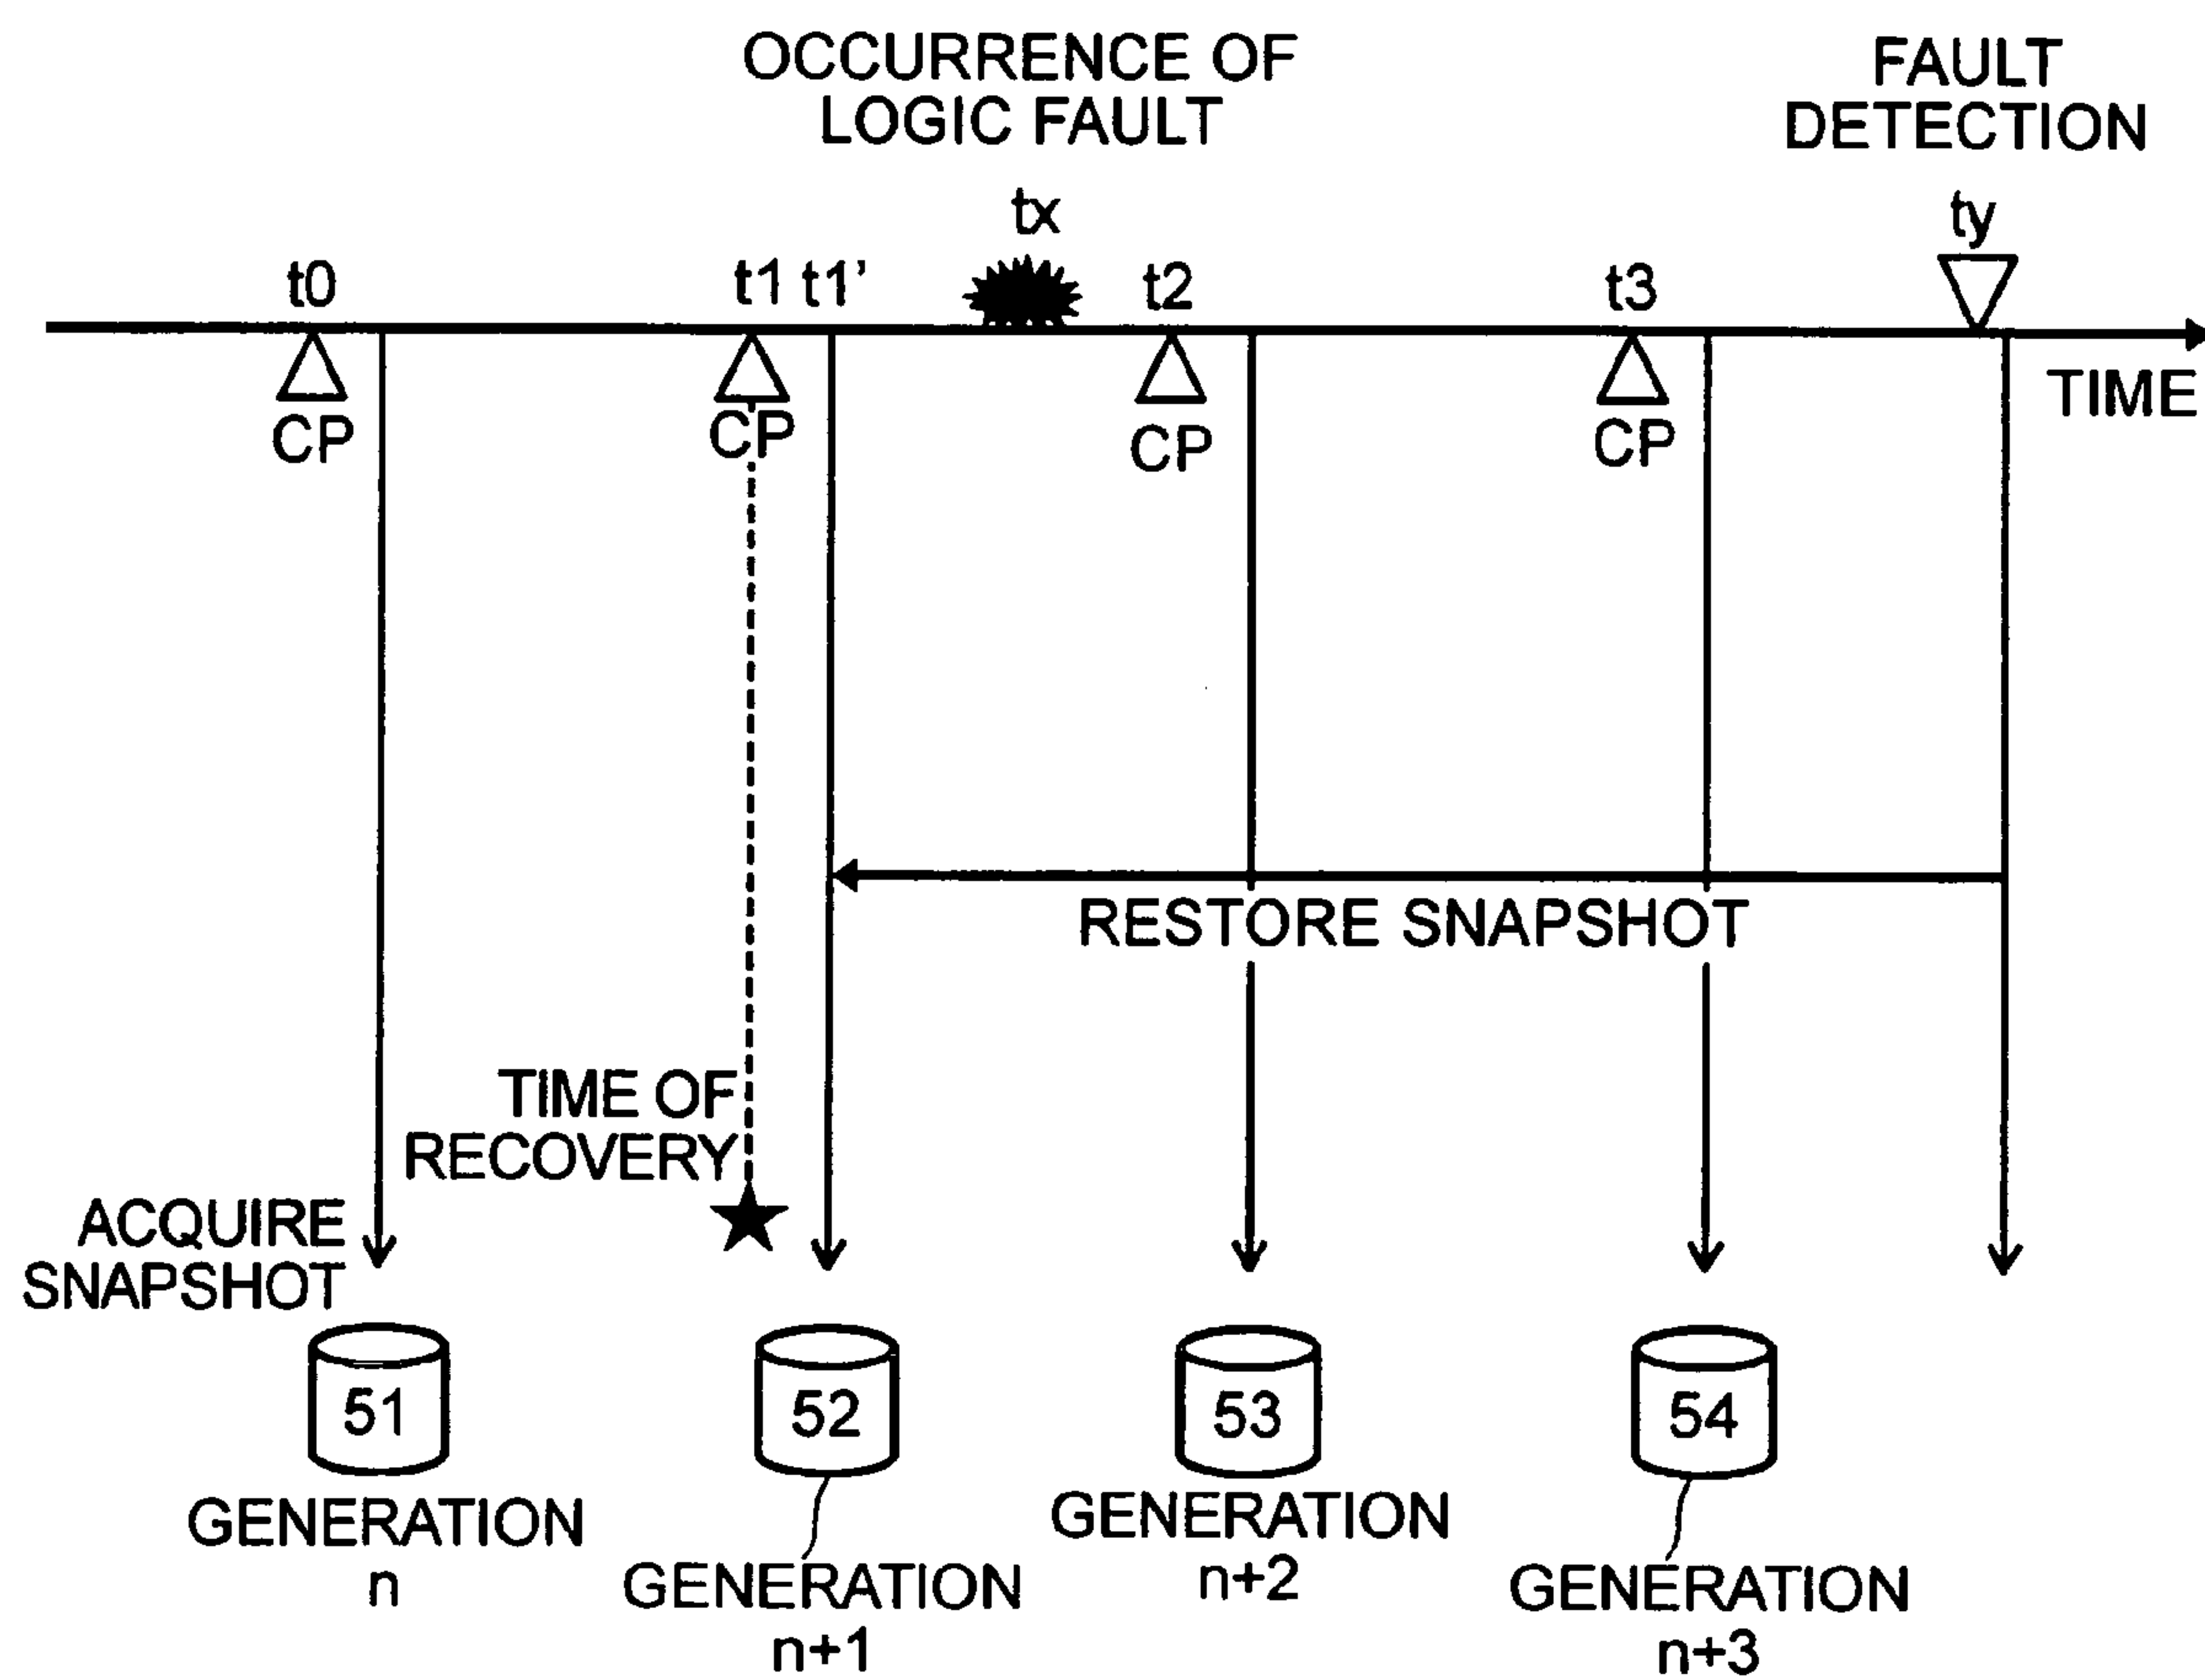 OCCURRENCE OF
LOGIC FAULT
FAULT
DETECTION
tx
ty
t0
t1
t1’
t2
t3
TIME
CP
CP
CP
CP
RESTORE SNAPSHOT
TIME OF
RECOVERY
ACQUIRE
SNAPSHOT
51
52
53
54
GENERATION
n
GENERATION
n+1
GENERATION
n+2
GENERATION
n+3